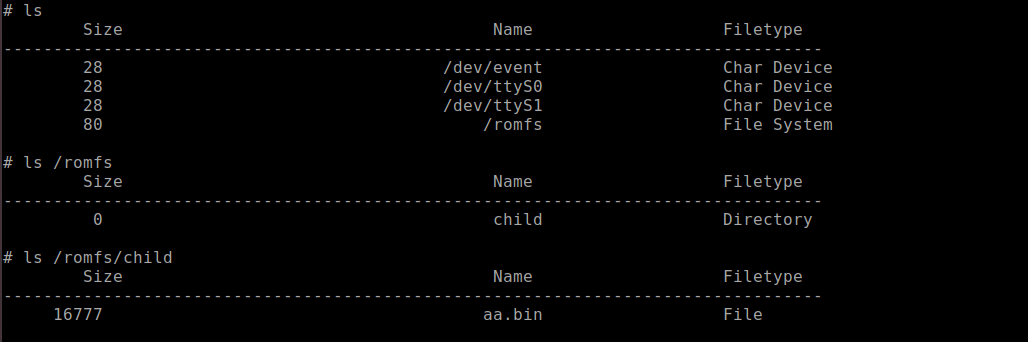 # ls
Size Name Filetype
----------------------------------------------------------------------------------
28 /dev/event Char Device
28 /dev/ttyS0 Char Device
28 /dev/ttyS1 Char Device
80 /romfs File System
# ls /romfs
Size Name Filetype
----------------------------------------------------------------------------------
0 child Directory
# ls /romfs/child
Size Name Filetype
----------------------------------------------------------------------------------
16777 aa.bin File